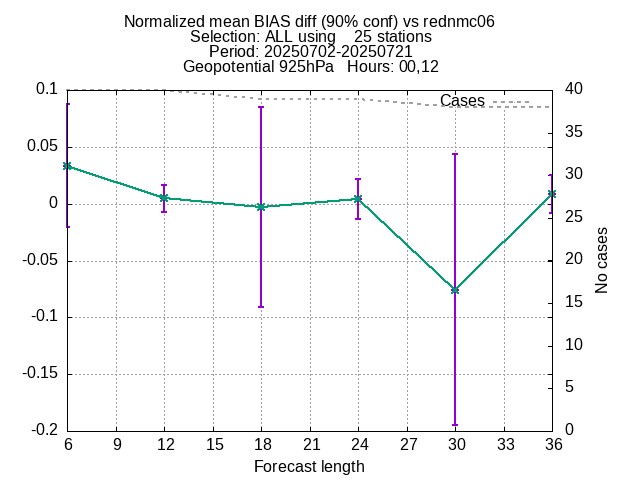 Normalized mean BIAS diff (90% conf) vs rednmc06
Selection: ALL using    25 stations
Period: 20250702-20250721
Geopotential 925hPa   Hours: 00,12
Cases
0.1
0.05
0
-0.05
-0.1
-0.15
-0.2
40
35
30
25
20
15
10
5
0
No cases
6 9 12 15 18 21 24 27 30 33 36
Forecast length